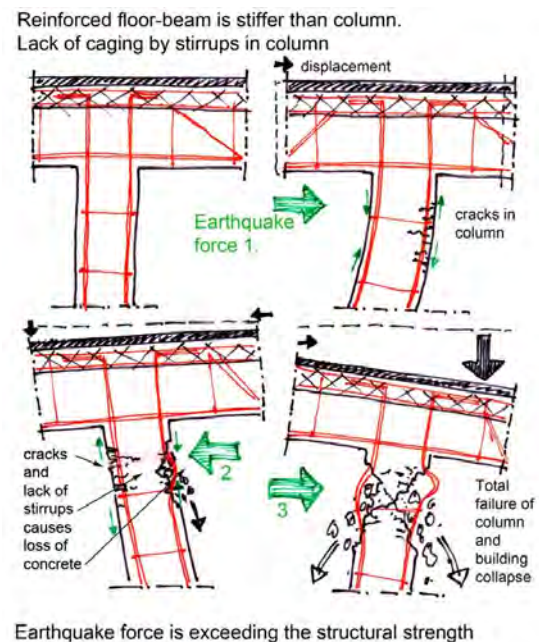 Reinforced floor-beam is stiffer than column.
Lack of caging by stirrups in column
displacement
Earthquake
force 1.
cracks in
column
cracks
and
lack of
stirrups
causes
loss of
concrete
2
3
Total
failure of
column
and
building
collapse
Earthquake force is exceeding the structural strength